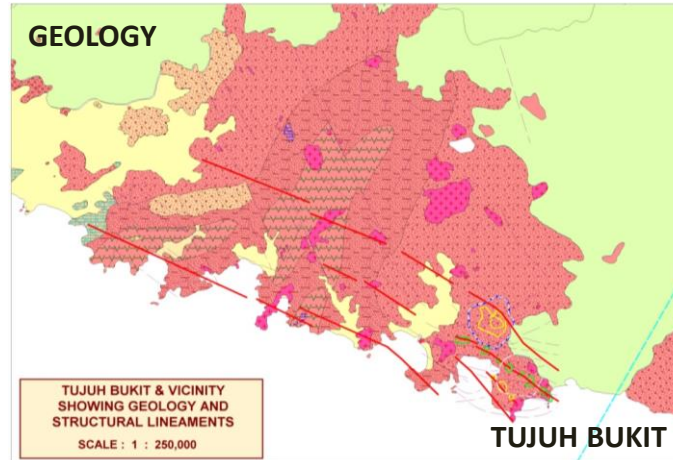 GEOLOGY
TUJUH BUKIT & VICINITY
SHOWING GEOLOGY AND
STRUCTURAL LINEAMENTS
SCALE : 1 : 250,000
TUJUH BUKIT